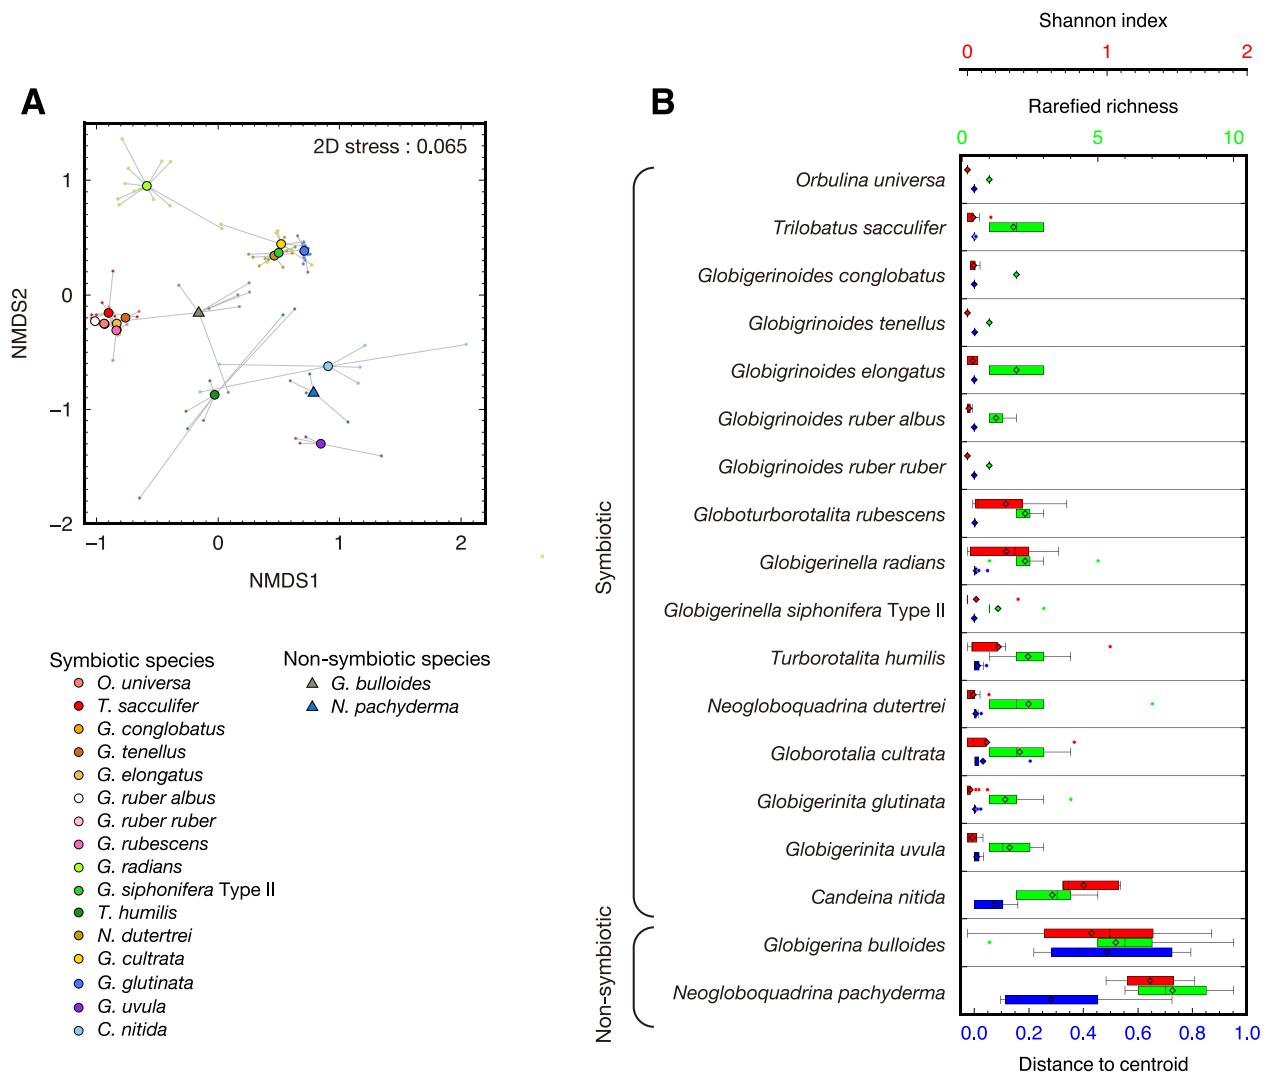 Shannon index
0 1 2
A
B
Rarefied richness
0 5 10
2D stress : 0.065
1
0
−1
−2
NMDS2
−1 0 1 2
NMDS1
Symbiotic species
O. universa
T. sacculifer
G. conglobatus
G. tenellus
G. elongatus
G. ruber albus
G. ruber ruber
G. rubescens
G. radians
G. siphonifera Type II
T. humilis
N. dutertrei
G. cultrata
G. glutinata
G. uvula
C. nitida
Non-symbiotic species
G. bulloides
N. pachyderma
Symbiotic
Orbulina universa
Trilobatus sacculifer
Globigerinoides conglobatus
Globigrinoides tenellus
Globigrinoides elongatus
Globigrinoides ruber albus
Globigrinoides ruber ruber
Globoturborotalita rubescens
Globigerinella radians
Globigerinella siphonifera Type II
Turborotalita humilis
Neogloboquadrina dutertrei
Globorotalia cultrata
Globigerinita glutinata
Globigerinita uvula
Candeina nitida
Non-symbiotic
Globigerina bulloides
Neogloboquadrina pachyderma
0.0 0.2 0.4 0.6 0.8 1.0
Distance to centroid